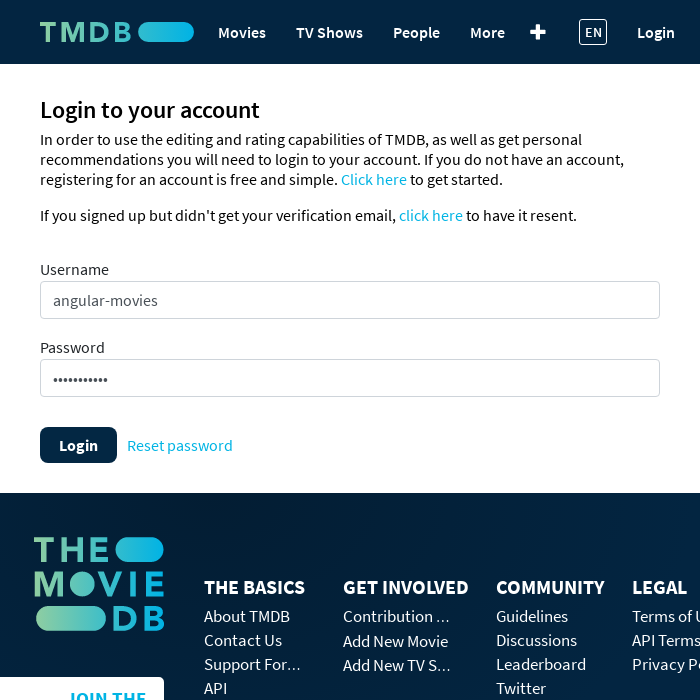 TMDB Movies TV Shows People More EN Login
Login to your account
In order to use the editing and rating capabilities of TMDB, as well as get personal
recommendations you will need to login to your account. If you do not have an account,
registering for an account is free and simple. Click here to get started.
If you signed up but didn't get your verification email, click here to have it resent.
Username
angular-movies
Password
•••••••••••
Login Reset password
THE
MOVIE
DB
JOIN THE
THE BASICS
About TMDB
Contact Us
Support For...
API
GET INVOLVED
Contribution ...
Add New Movie
Add New TV S...
COMMUNITY
Guidelines
Discussions
Leaderboard
Twitter
LEGAL
Terms of U
API Terms
Privacy Po